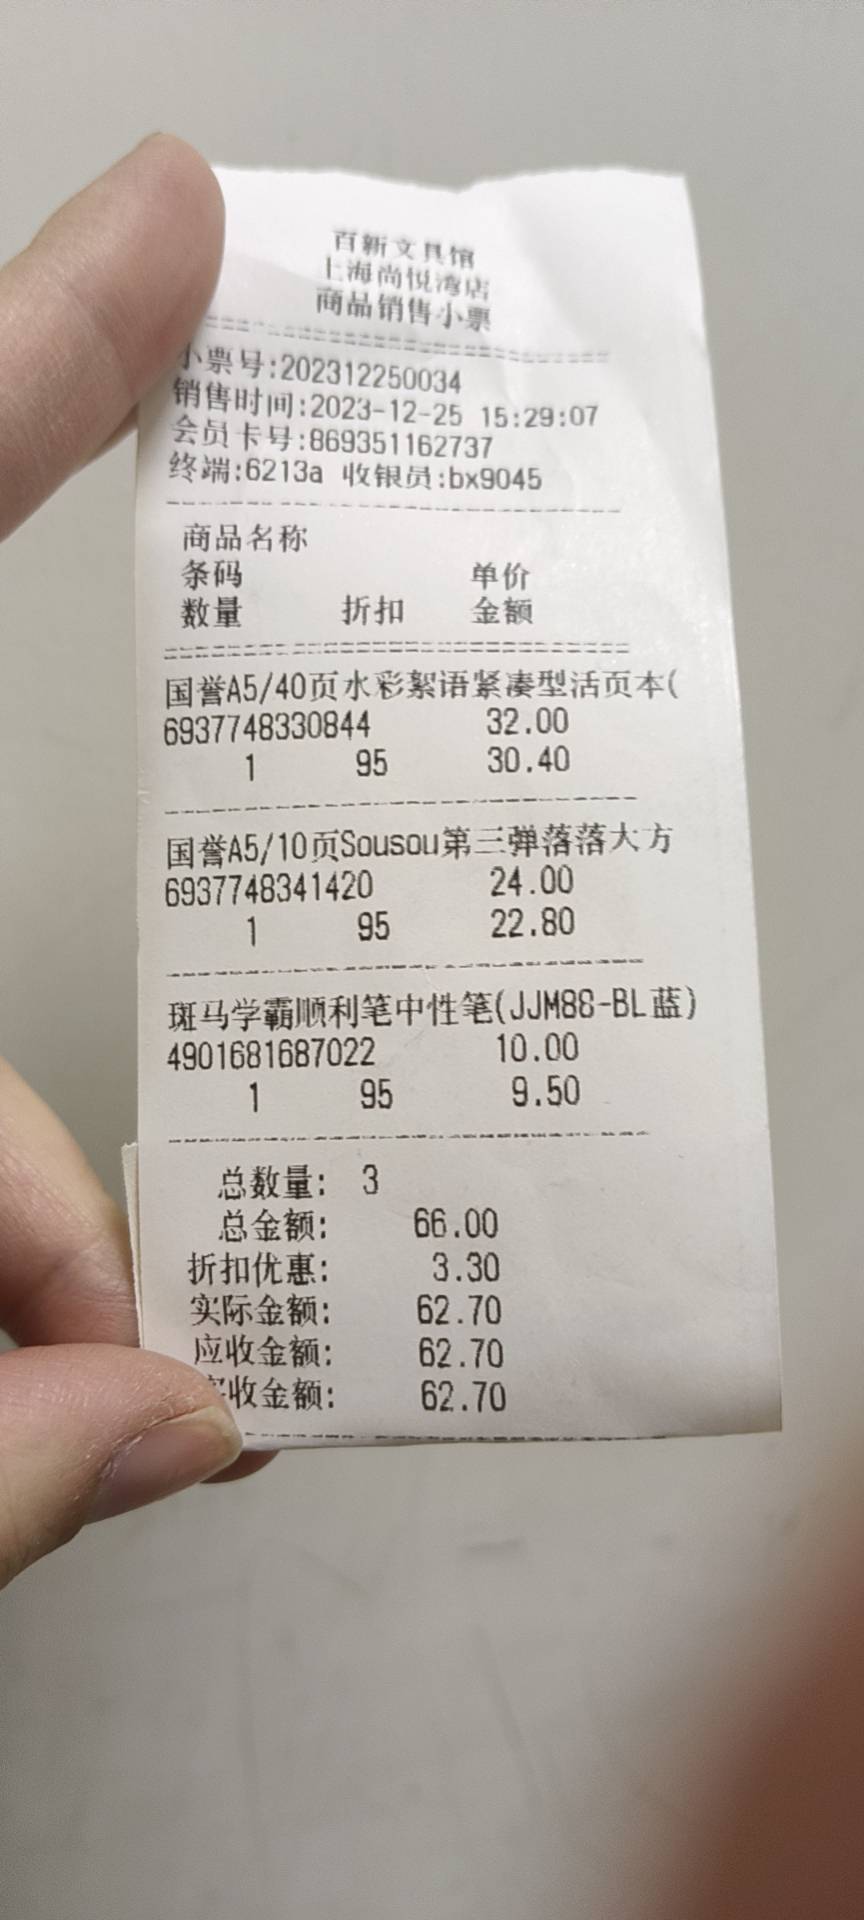 百新文具馆
上海尚悦湾店
商品销售小票
小票号:202312250034
销售时间:2023-12-25 15:29:07
会员卡号:869351162737
终端:6213a 收银员:bx9045
商品名称
条码 单价
数量 折扣 金额
国誉A5/40页水彩絮语紧凑型活页本(
6937748330844 32.00
1 95 30.40
国誉A5/10页Sousou第三弹落落大方
6937748341420 24.00
1 95 22.80
斑马学霸顺利笔中性笔(JJM88-BL蓝)
4901681687022 10.00
1 95 9.50
总数量: 3
总金额: 66.00
折扣优惠: 3.30
实际金额: 62.70
应收金额: 62.70
实收金额: 62.70